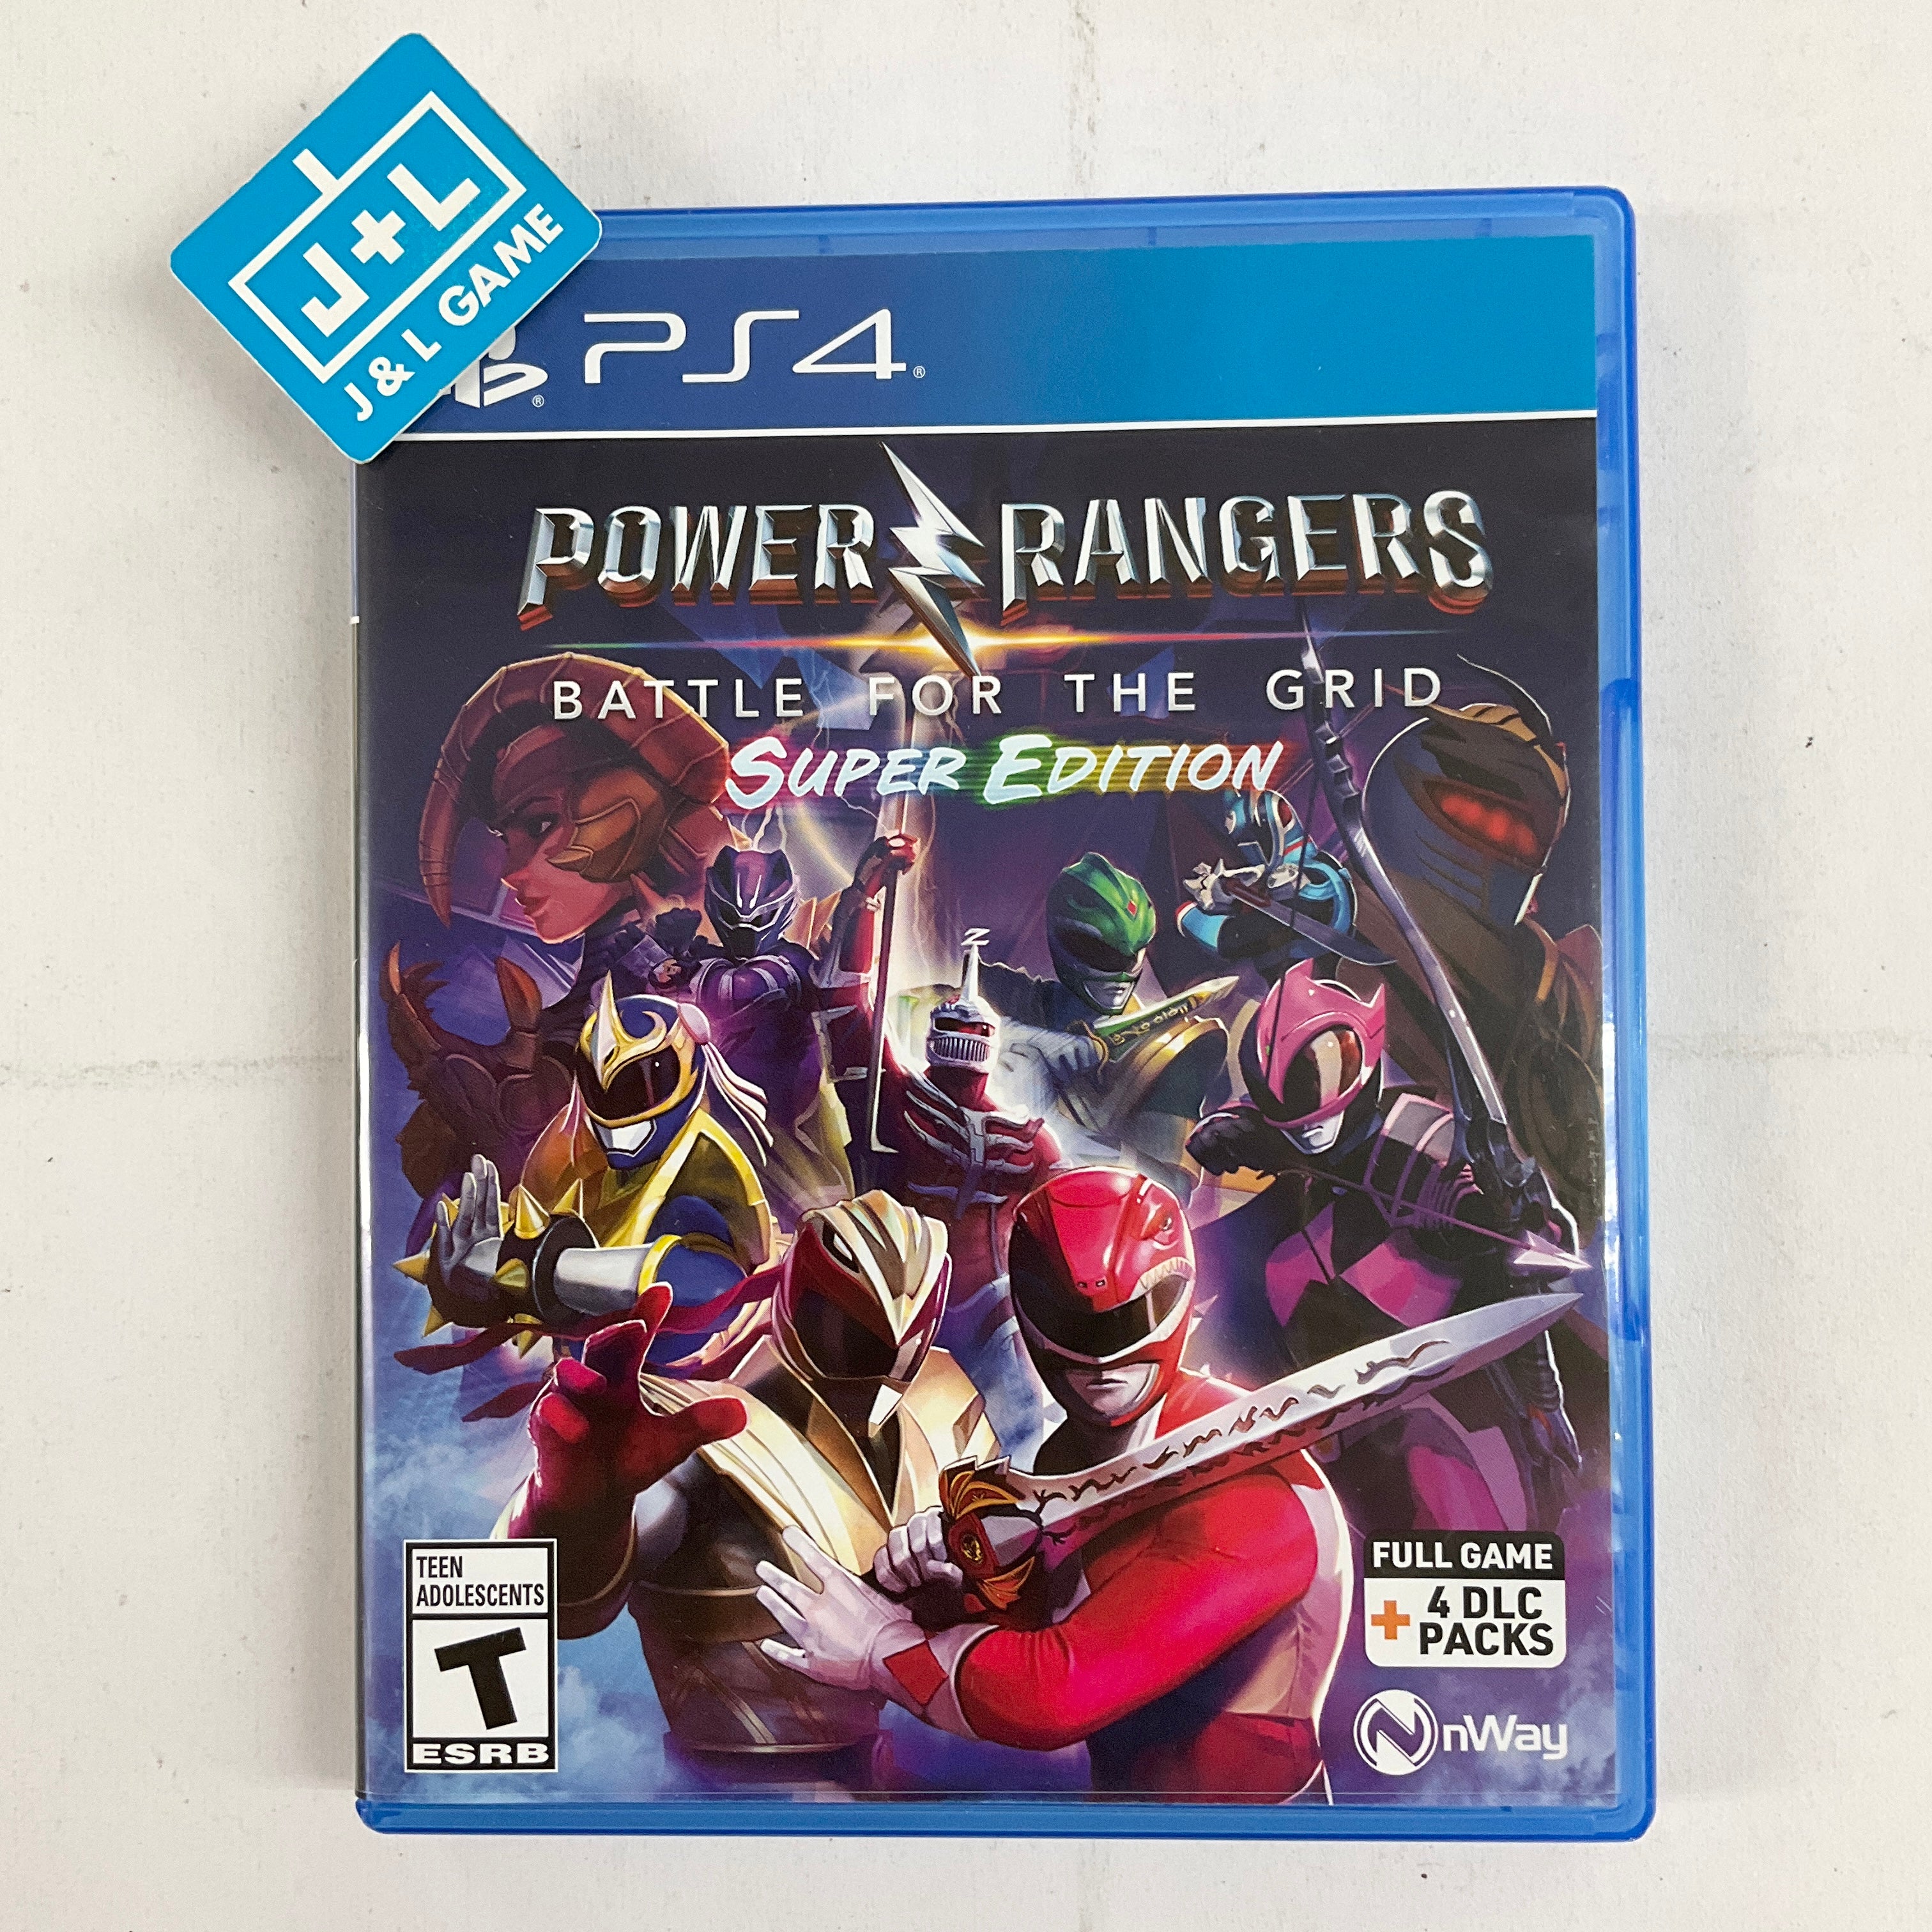 J+L
J & L GAME
PS4®
®
POWER RANGERS
BATTLE FOR THE GRID
SUPER EDITION
Z
TEEN
ADOLESCENTS
T
ESRB
FULL GAME
+ 4 DLC
PACKS
N nWay